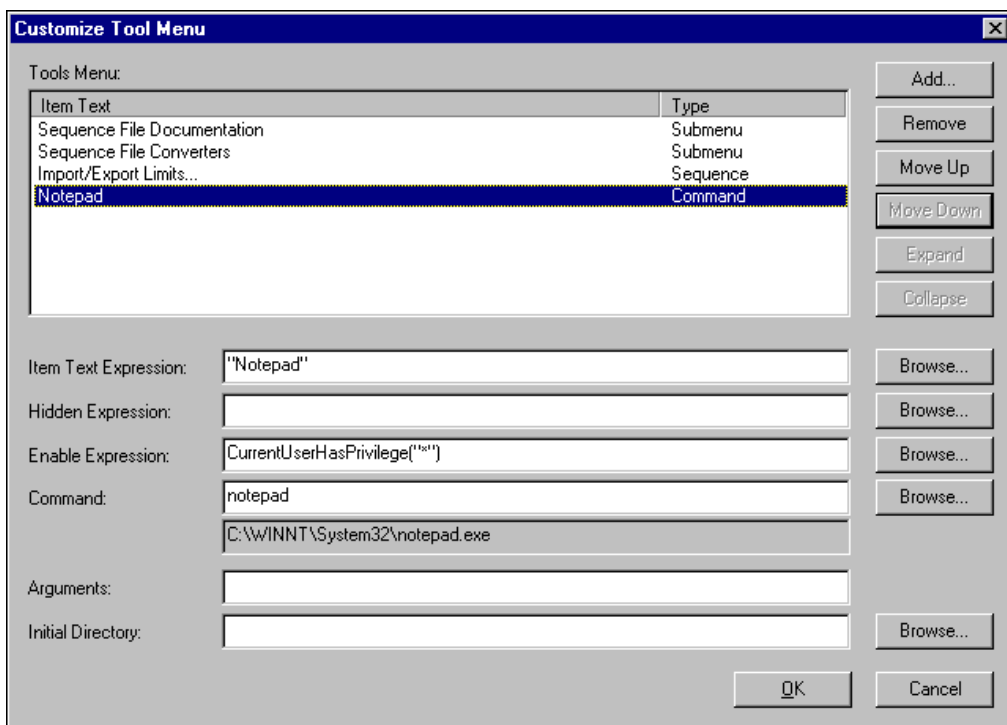 Customize Tool Menu
Tools Menu:
Add...
Item Text Type
Sequence File Documentation Submenu
Remove
Sequence File Converters Submenu
Import/Export Limits... Sequence
Move Up
Notepad Command
Move Down
Expand
Collapse
Item Text Expression: "Notepad" Browse...
Hidden Expression: Browse...
Enable Expression: CurrentUserHasPrivilege("*") Browse...
Command: notepad Browse...
C:\WINNT\System32\notepad.exe
Arguments:
Initial Directory: Browse...
OK Cancel